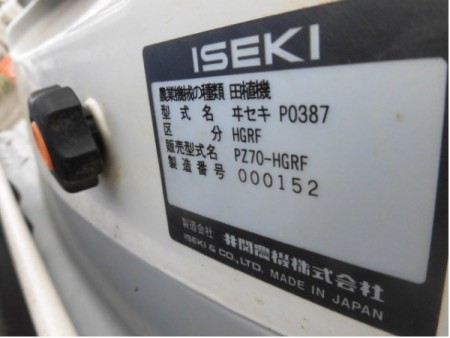 ISEKI
農業機械の種類 田植機
型式名 ヰセキ P0387
区分 HGRF
販売型式名 PZ70-HGRF
製造番号 000152
製造会社 井関農機株式会社
ISEKI & CO., LTD. MADE IN JAPAN